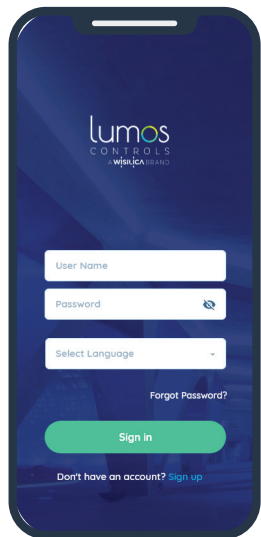 lumos
CONTROLS
A WISILICA BRAND
User Name
Password
Select Language
Forgot Password?
Sign in
Don't have an account? Sign up